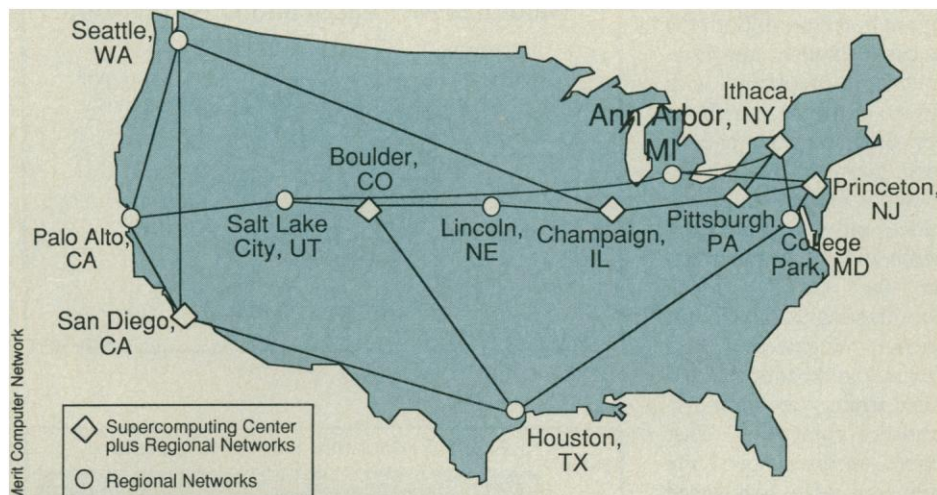 Seattle,
WA
Ithaca,
NY
Ann Arbor,
MI
Boulder,
CO
Princeton,
NJ
Palo Alto,
CA
Salt Lake
City, UT
Lincoln,
NE
Champaign,
IL
Pittsburgh,
PA
College
Park, MD
San Diego,
CA
Houston,
TX
Supercomputing Center
plus Regional Networks
Regional Networks
Merit Computer Network